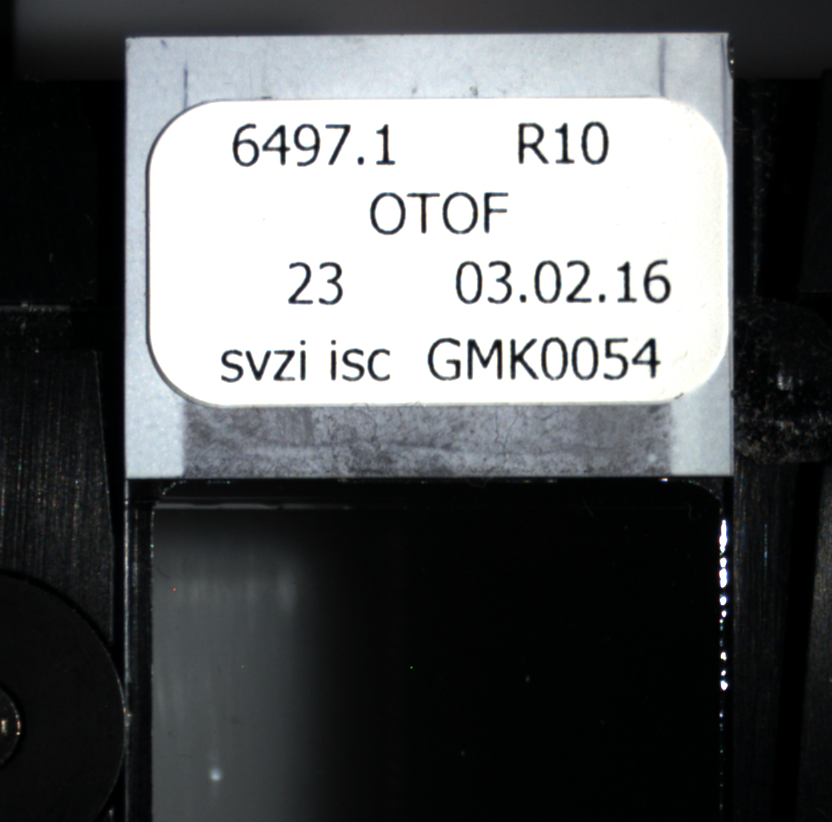 6497.1 R10
OTOF
23 03.02.16
svzi isc GMK0054